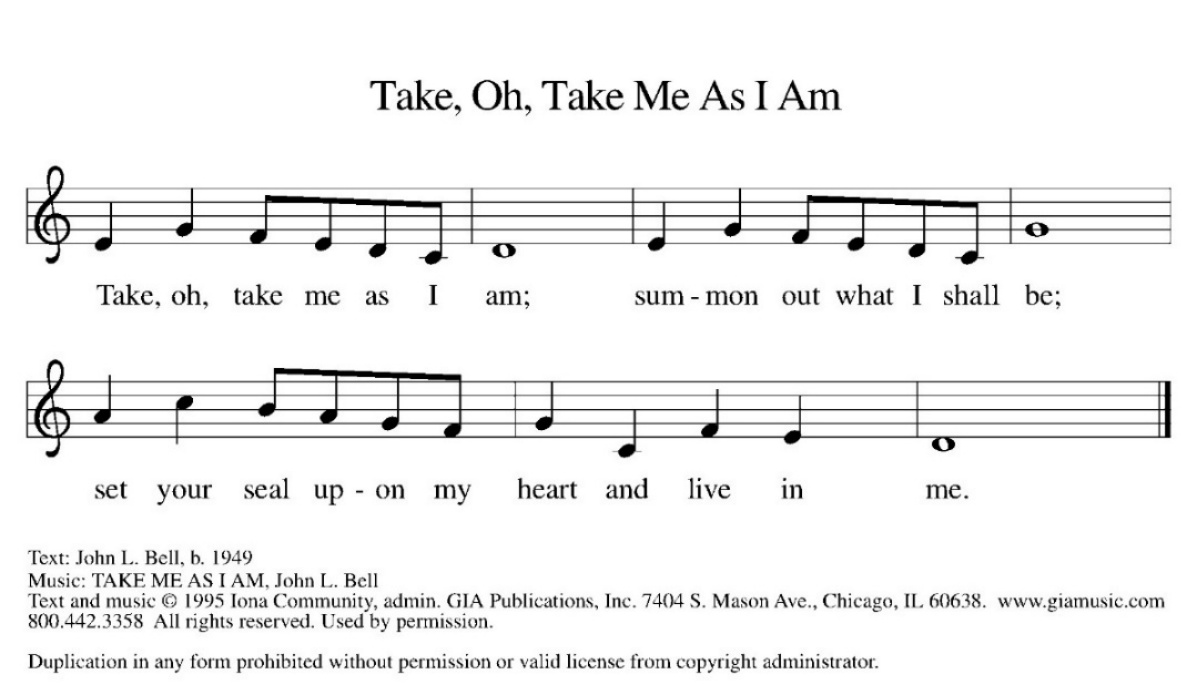 Take, Oh, Take Me As I Am
Take, oh, take me as I am; sum - mon out what I shall be;
set your seal up - on my heart and live in me.
Text: John L. Bell, b. 1949
Music: TAKE ME AS I AM, John L. Bell
Text and music © 1995 Iona Community, admin. GIA Publications, Inc. 7404 S. Mason Ave., Chicago, IL 60638. www.giamusic.com
800.442.3358 All rights reserved. Used by permission.
Duplication in any form prohibited without permission or valid license from copyright administrator.